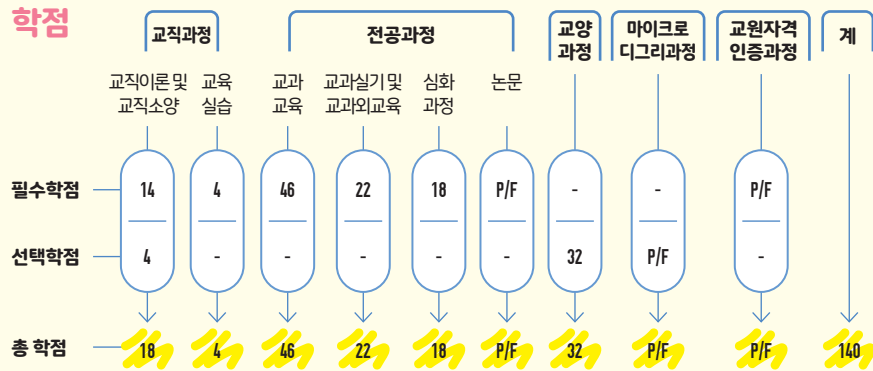 학점
교직과정 전공과정 교양 과정 마이크로 디그리과정 교원자격 인증과정 계
교직이론 및 교직소양 교육 실습 교과 교육 교과실기 및 교과외교육 심화 과정 논문
필수학점 14 4 46 22 18 P/F - - P/F
선택학점 4 - - - - - 32 P/F -
총 학점 18 4 46 22 18 P/F 32 P/F P/F 140